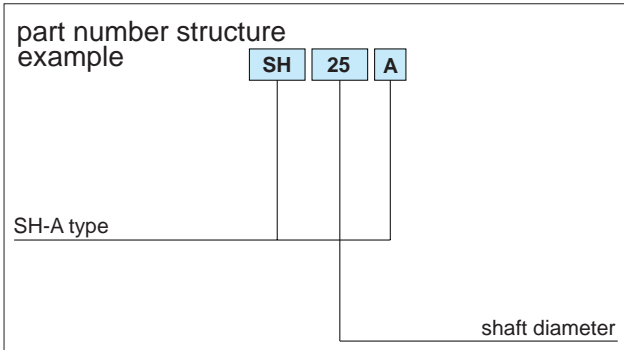 part number structure
example
SH 25 A
SH-A type
shaft diameter